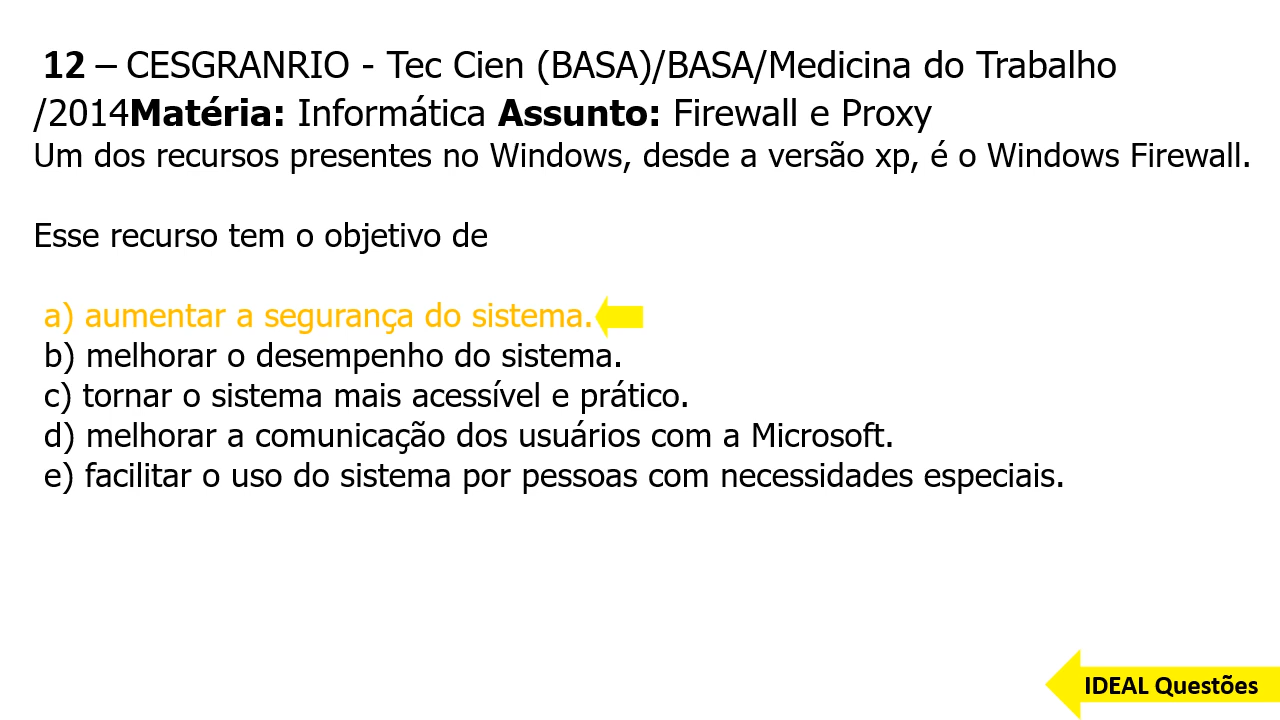 12 – CESGRANRIO - Tec Cien (BASA)/BASA/Medicina do Trabalho
/2014Matéria: Informática Assunto: Firewall e Proxy
Um dos recursos presentes no Windows, desde a versão xp, é o Windows Firewall.
Esse recurso tem o objetivo de
a) aumentar a segurança do sistema.
b) melhorar o desempenho do sistema.
c) tornar o sistema mais acessível e prático.
d) melhorar a comunicação dos usuários com a Microsoft.
e) facilitar o uso do sistema por pessoas com necessidades especiais.
IDEAL Questões